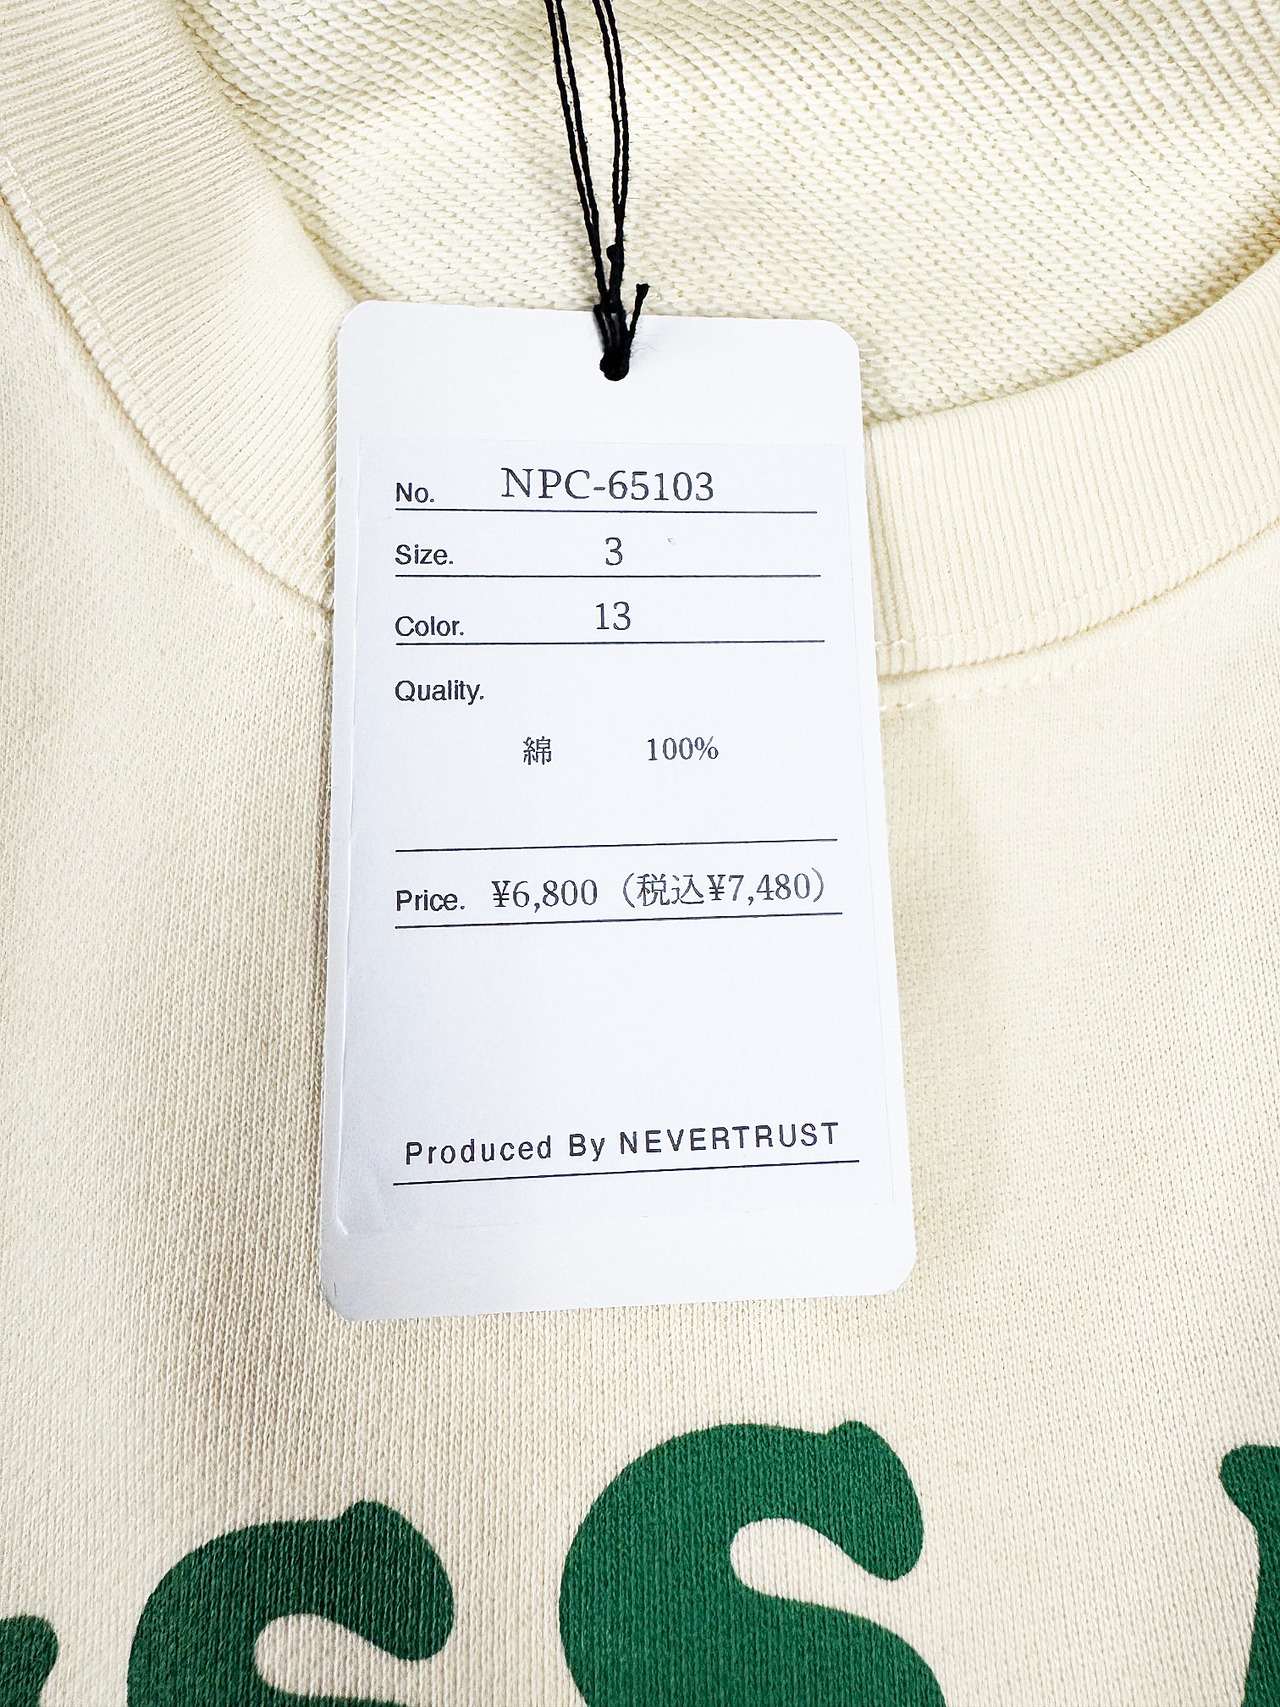 No. NPC-65103
Size. 3
Color. 13
Quality.
綿 100%
Price. ¥6,800（税込¥7,480）
Produced By NEVERTRUST
SS